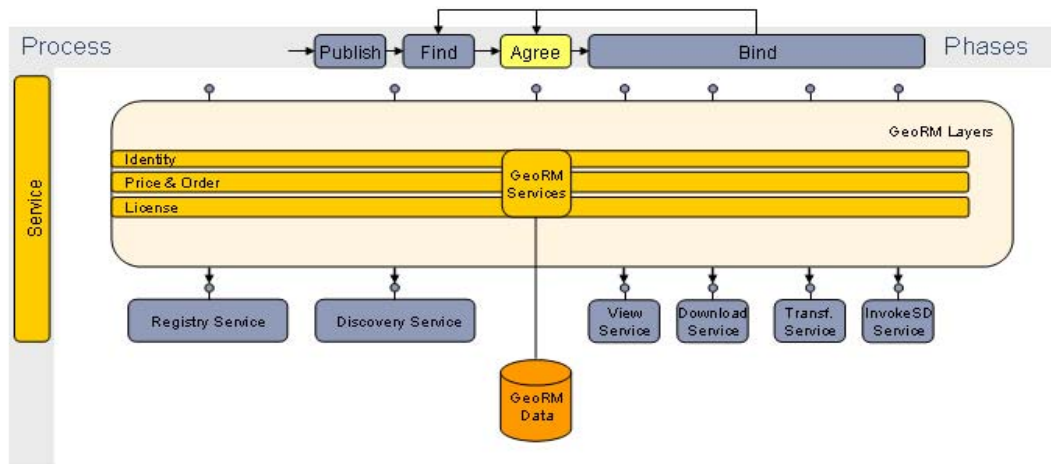 Process
Publish
Find
Agree
Bind
Phases
GeoRM Layers
Identity
Price & Order
License
GeoRM
Services
Service
Registry Service
Discovery Service
View
Service
Download
Service
Transf.
Service
InvokeSD
Service
GeoRM
Data